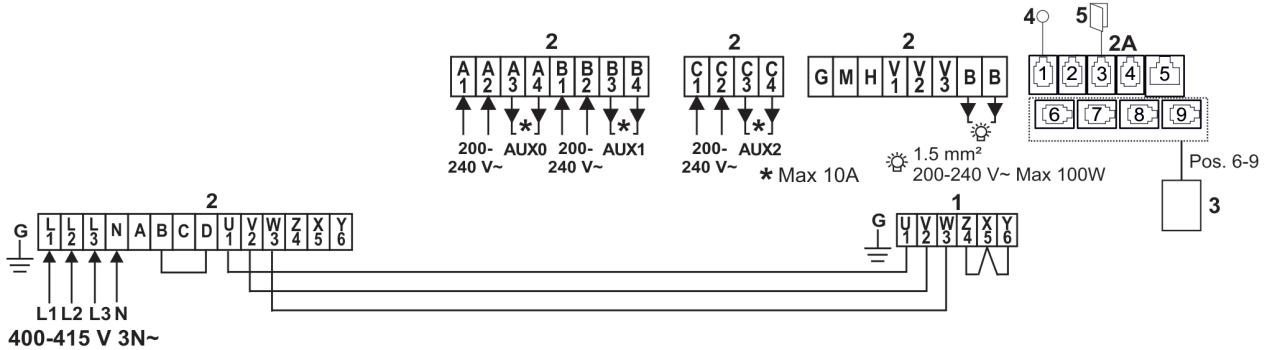 4 5
2 2 2 2A
A1 A2 A3 A4 B1 B2 B3 B4 C1 C2 C3 C4 G M H V1 V2 V3 B B 1 2 3 4 5
6 7 8 9
* * *
200-240 V~ AUX0 200-240 V~ AUX1 200-240 V~ AUX2
* Max 10A
1.5 mm²
200-240 V~ Max 100W
Pos. 6-9
3
2 1
G L1 L2 L3 N A B C D U1 V2 W3 Z4 X5 Y6 G U1 V2 W3 Z4 X5 Y6
L1 L2 L3 N
400-415 V 3N~